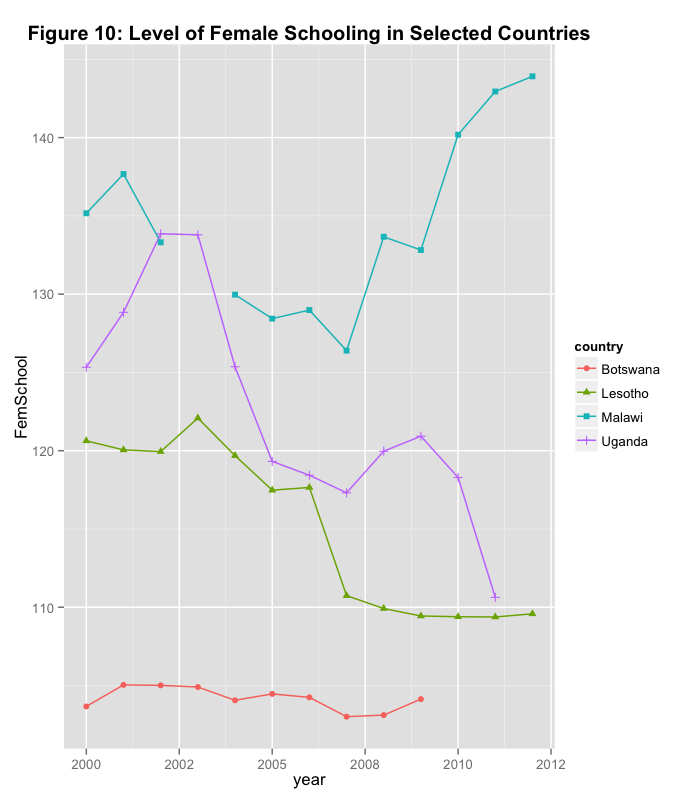 Figure 10: Level of Female Schooling in Selected Countries
140
130
120
110
FemSchool
2000 2002 2005 2008 2010 2012
year
country
Botswana
Lesotho
Malawi
Uganda